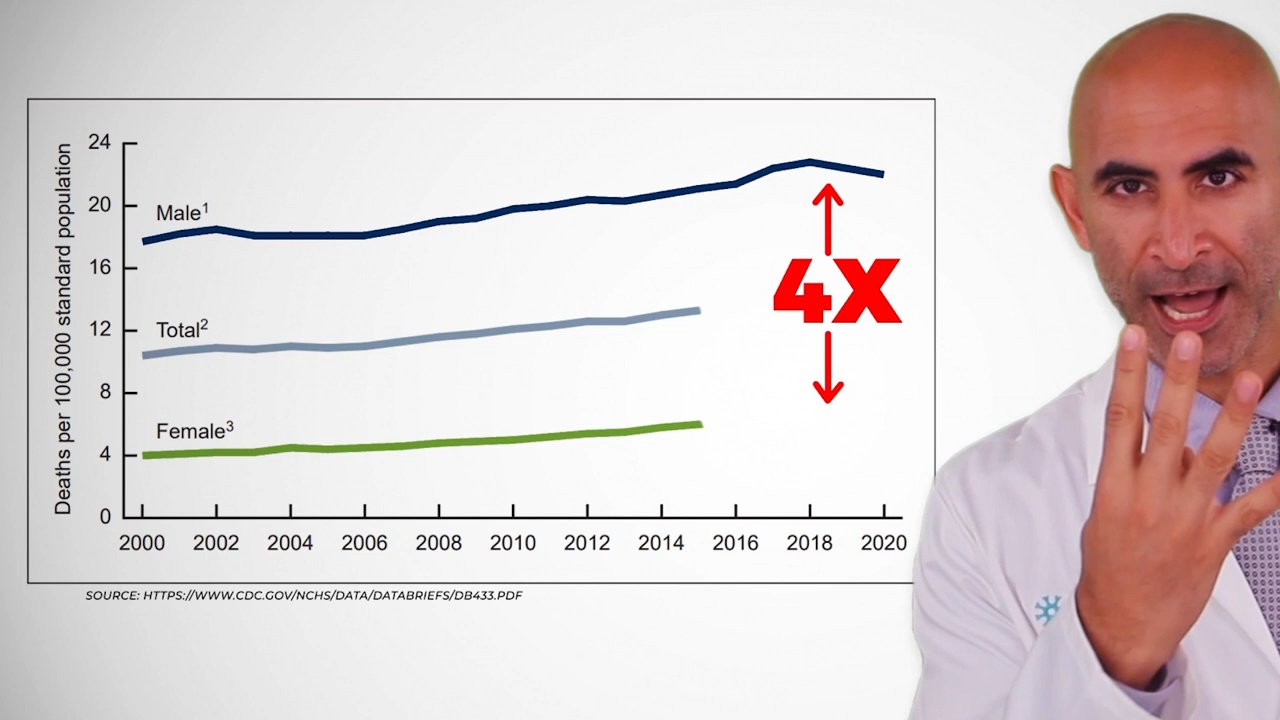 Deaths per 100,000 standard population
24
20
16
12
8
4
0
Male¹
Total²
Female³
4X
2000 2002 2004 2006 2008 2010 2012 2014 2016 2018 2020
SOURCE: HTTPS://WWW.CDC.GOV/NCHS/DATA/DATABRIEFS/DB433.PDF